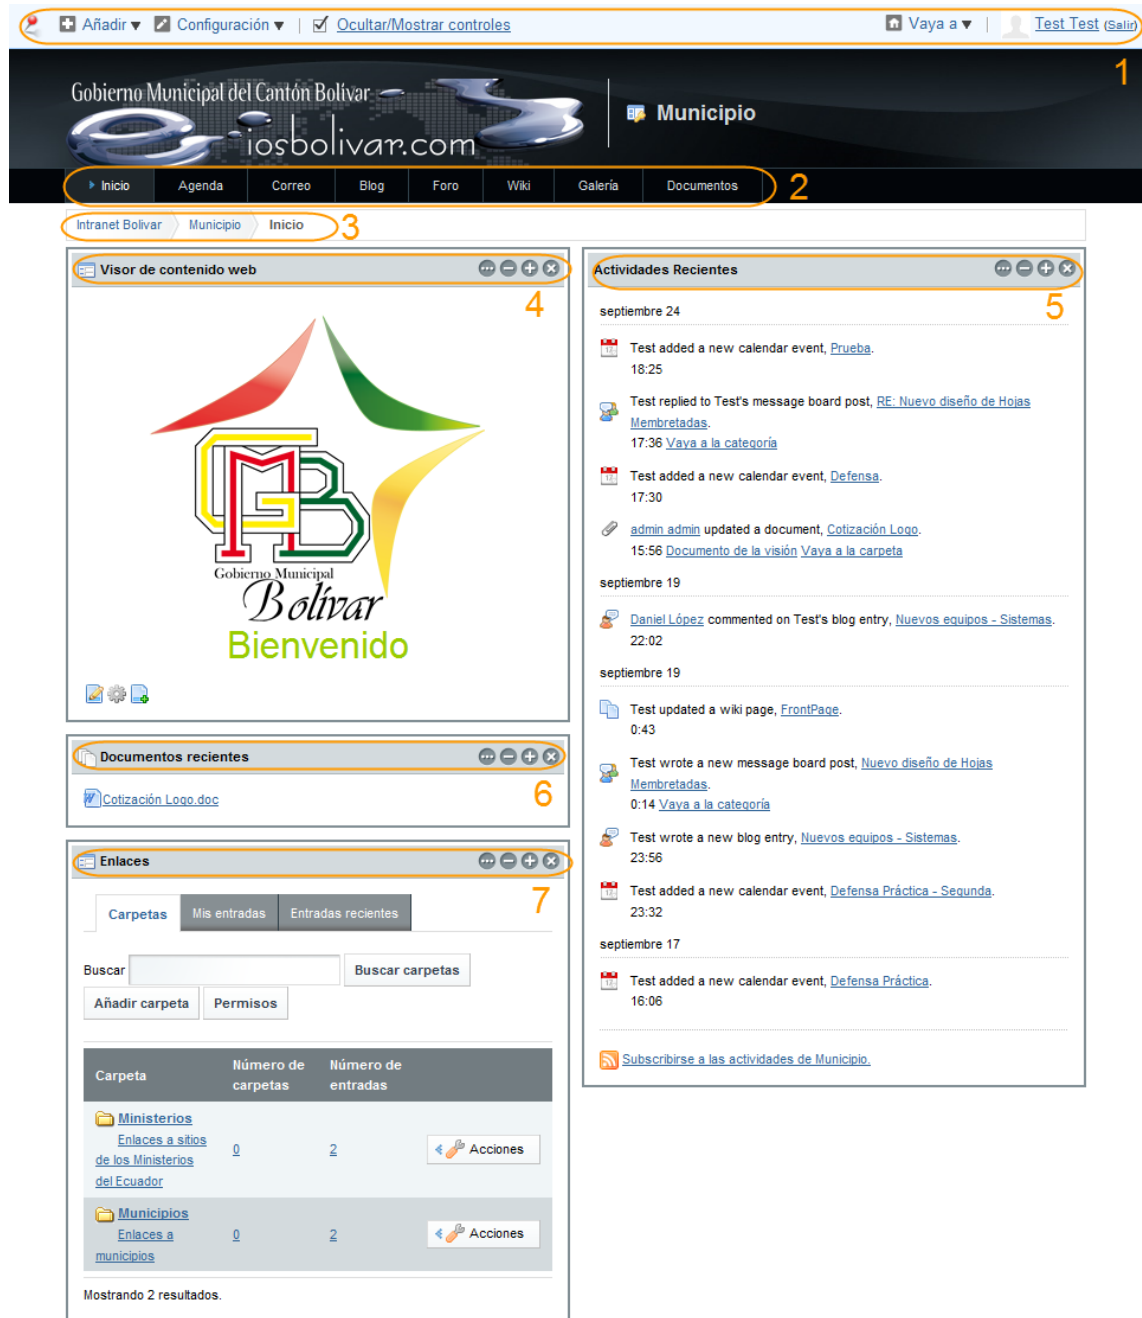 Añadir ▼ Configuración ▼ | Ocultar/Mostrar controles Vaya a ▼ | Test Test (Salir)
1
Gobierno Municipal del Cantón Bolívar
iosbolivar.com
Municipio
Inicio Agenda Correo Blog Foro Wiki Galería Documentos 2
Intranet Bolivar Municipio Inicio 3
Visor de contenido web
4
Gobierno Municipal
Bolívar
Bienvenido
Documentos recientes
6
Cotización Logo.doc
Enlaces
7
Carpetas Mis entradas Entradas recientes
Buscar Buscar carpetas
Añadir carpeta Permisos
Carpeta Número de carpetas Número de entradas
Ministerios
Enlaces a sitios
de los Ministerios
del Ecuador
0 2 Acciones
Municipios
Enlaces a
municipios
0 2 Acciones
Mostrando 2 resultados.
Actividades Recientes
5
septiembre 24
Test added a new calendar event, Prueba.
18:25
Test replied to Test's message board post, RE: Nuevo diseño de Hojas
Membretadas.
17:36 Vaya a la categoría
Test added a new calendar event, Defensa.
17:30
admin admin updated a document, Cotización Logo.
15:56 Documento de la visión Vaya a la carpeta
septiembre 19
Daniel López commented on Test's blog entry, Nuevos equipos - Sistemas.
22:02
septiembre 19
Test updated a wiki page, FrontPage.
0:43
Test wrote a new message board post, Nuevo diseño de Hojas
Membretadas.
0:14 Vaya a la categoría
Test wrote a new blog entry, Nuevos equipos - Sistemas.
23:56
Test added a new calendar event, Defensa Práctica - Segunda.
23:32
septiembre 17
Test added a new calendar event, Defensa Práctica.
16:06
Subscribirse a las actividades de Municipio.